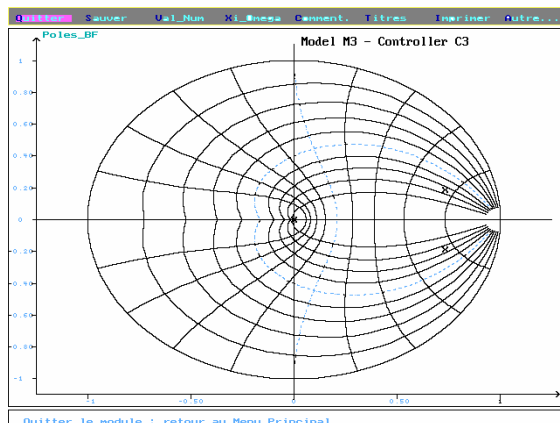 Quitter Sauver Val_Num Xi_Omega Comment. Titres Imprimer Autre...
Poles_BF
Model M3 - Controller C3
1
0.80
0.60
0.40
0.20
0
0.20
0.40
0.60
0.80
-1
-1 -0.50 0 0.50 1
Quitter le module : retour au Menu Principal